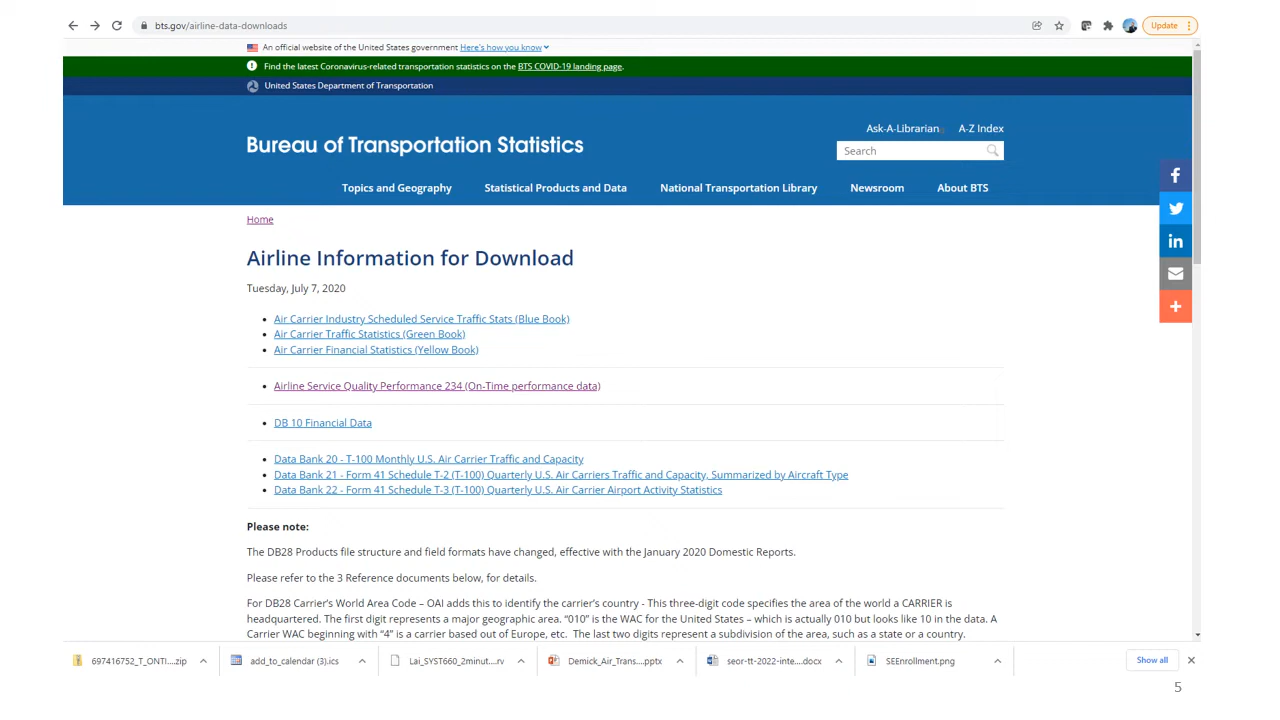 bts.gov/airline-data-downloads
Update
An official website of the United States government Here's how you know
Find the latest Coronavirus-related transportation statistics on the BTS COVID-19 landing page.
United States Department of Transportation
Ask-A-Librarian A-Z Index
Bureau of Transportation Statistics
Search
Topics and Geography Statistical Products and Data National Transportation Library Newsroom About BTS
Home
Airline Information for Download
Tuesday, July 7, 2020
• Air Carrier Industry Scheduled Service Traffic Stats (Blue Book)
• Air Carrier Traffic Statistics (Green Book)
• Air Carrier Financial Statistics (Yellow Book)
• Airline Service Quality Performance 234 (On-Time performance data)
• DB 10 Financial Data
• Data Bank 20 - T-100 Monthly U.S. Air Carrier Traffic and Capacity
• Data Bank 21 - Form 41 Schedule T-2 (T-100) Quarterly U.S. Air Carriers Traffic and Capacity, Summarized by Aircraft Type
• Data Bank 22 - Form 41 Schedule T-3 (T-100) Quarterly U.S. Air Carrier Airport Activity Statistics
Please note:
The DB28 Products file structure and field formats have changed, effective with the January 2020 Domestic Reports.
Please refer to the 3 Reference documents below, for details.
For DB28 Carrier's World Area Code – OAI adds this to identify the carrier's country - This three-digit code specifies the area of the world a CARRIER is
headquartered. The first digit represents a major geographic area. “010” is the WAC for the United States – which is actually 010 but looks like 10 in the data. A
Carrier WAC beginning with “4” is a carrier based out of Europe, etc. The last two digits represent a subdivision of the area, such as a state or a country.
697416752_T_ONTI....zip add_to_calendar (3).ics Lai_SYST660_2minut....rv Demick_Air_Trans....pptx seor-tt-2022-inte....docx SEEnrollment.png Show all
5